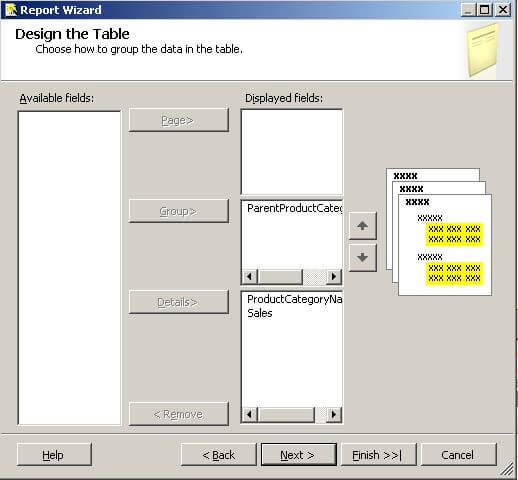 Report Wizard
Design the Table
Choose how to group the data in the table.
Available fields:
Displayed fields:
Page>
Group>
ParentProductCateg
Details>
ProductCategoryNa
Sales
< Remove
xxxx
xxxx
xxxx
xxxxx
xxx xxx xxx
xxx xxx xxx
xxxxx
xxx xxx xxx
xxx xxx xxx
Help
< Back
Next >
Finish >>|
Cancel